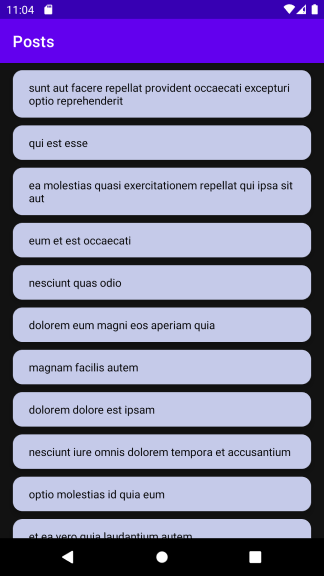 11:04
Posts
sunt aut facere repellat provident occaecati excepturi
optio reprehenderit
qui est esse
ea molestias quasi exercitationem repellat qui ipsa sit
aut
eum et est occaecati
nesciunt quas odio
dolorem eum magni eos aperiam quia
magnam facilis autem
dolorem dolore est ipsam
nesciunt iure omnis dolorem tempora et accusantium
optio molestias id quia eum
et ea vero quia laudantium autem